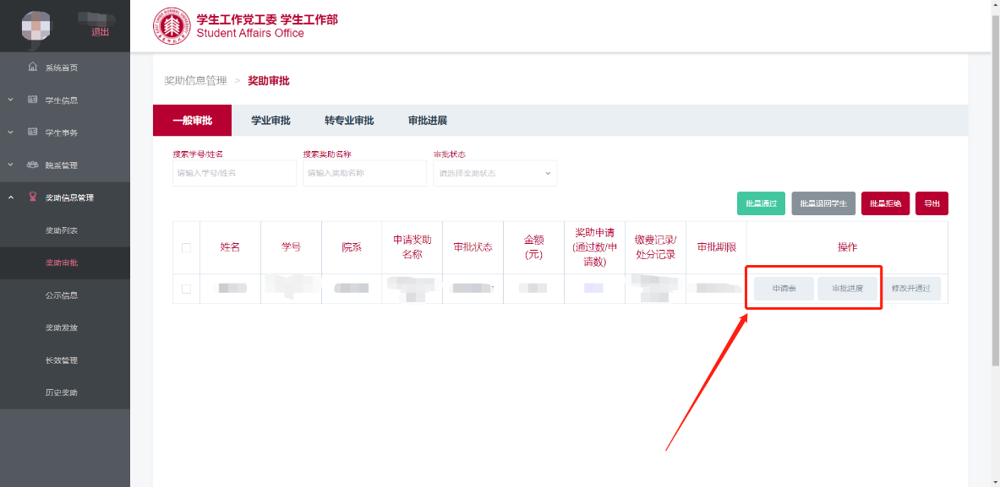 退出
学生工作党工委 学生工作部
Student Affairs Office
系统首页
学生信息
学生事务
院系管理
奖助信息管理
奖助列表
奖助审批
公示信息
奖助发放
长效管理
历史奖助
奖助信息管理 > 奖助审批
一般审批 学业审批 转专业审批 审批进展
搜索学号/姓名 搜索奖助名称 审批状态
请输入学号/姓名 请输入奖助名称 请选择奖助状态
批量通过 批量退回学生 批量拒绝 导出
姓名 学号 院系 申请奖助
名称 审批状态 金额
(元) 奖助申请
(通过数/申
请数) 缴费记录/
处分记录 审批期限 操作
申请表 审批进度 修改并通过